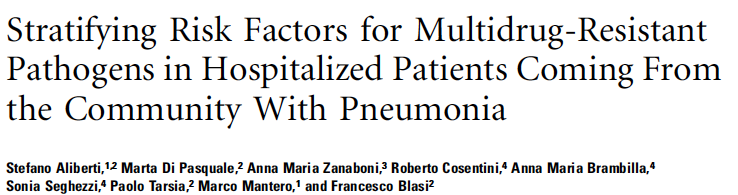 Stratifying Risk Factors for Multidrug-Resistant
Pathogens in Hospitalized Patients Coming From
the Community With Pneumonia
Stefano Aliberti,1,2 Marta Di Pasquale,2 Anna Maria Zanaboni,3 Roberto Cosentini,4 Anna Maria Brambilla,4
Sonia Seghezzi,4 Paolo Tarsia,2 Marco Mantero,1 and Francesco Blasi2